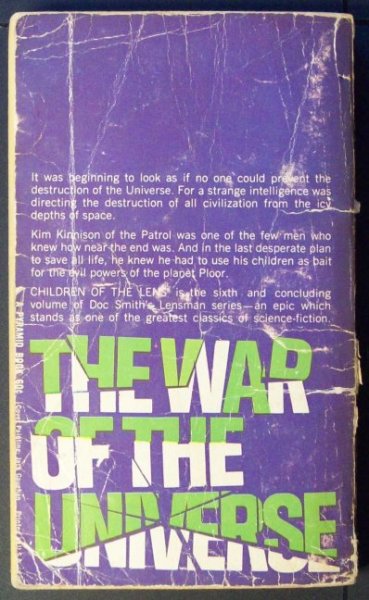 It was beginning to look as if no one could prevent the
destruction of the Universe. For a strange intelligence was
directing the destruction of all civilization from the icy
depths of space.
Kim Kinnison of the Patrol was one of the few men who
knew how near the end was. And in the last desperate plan
to save all life, he knew he had to use his children as bait
for the evil powers of the planet Ploor.
CHILDREN OF THE LENS is the sixth and concluding
volume of Doc Smith's Lensman series—an epic which
stands as one of the greatest classics of science-fiction.
THE WAR
OF THE
UNIVERSE
A PYRAMID BOOK 60¢